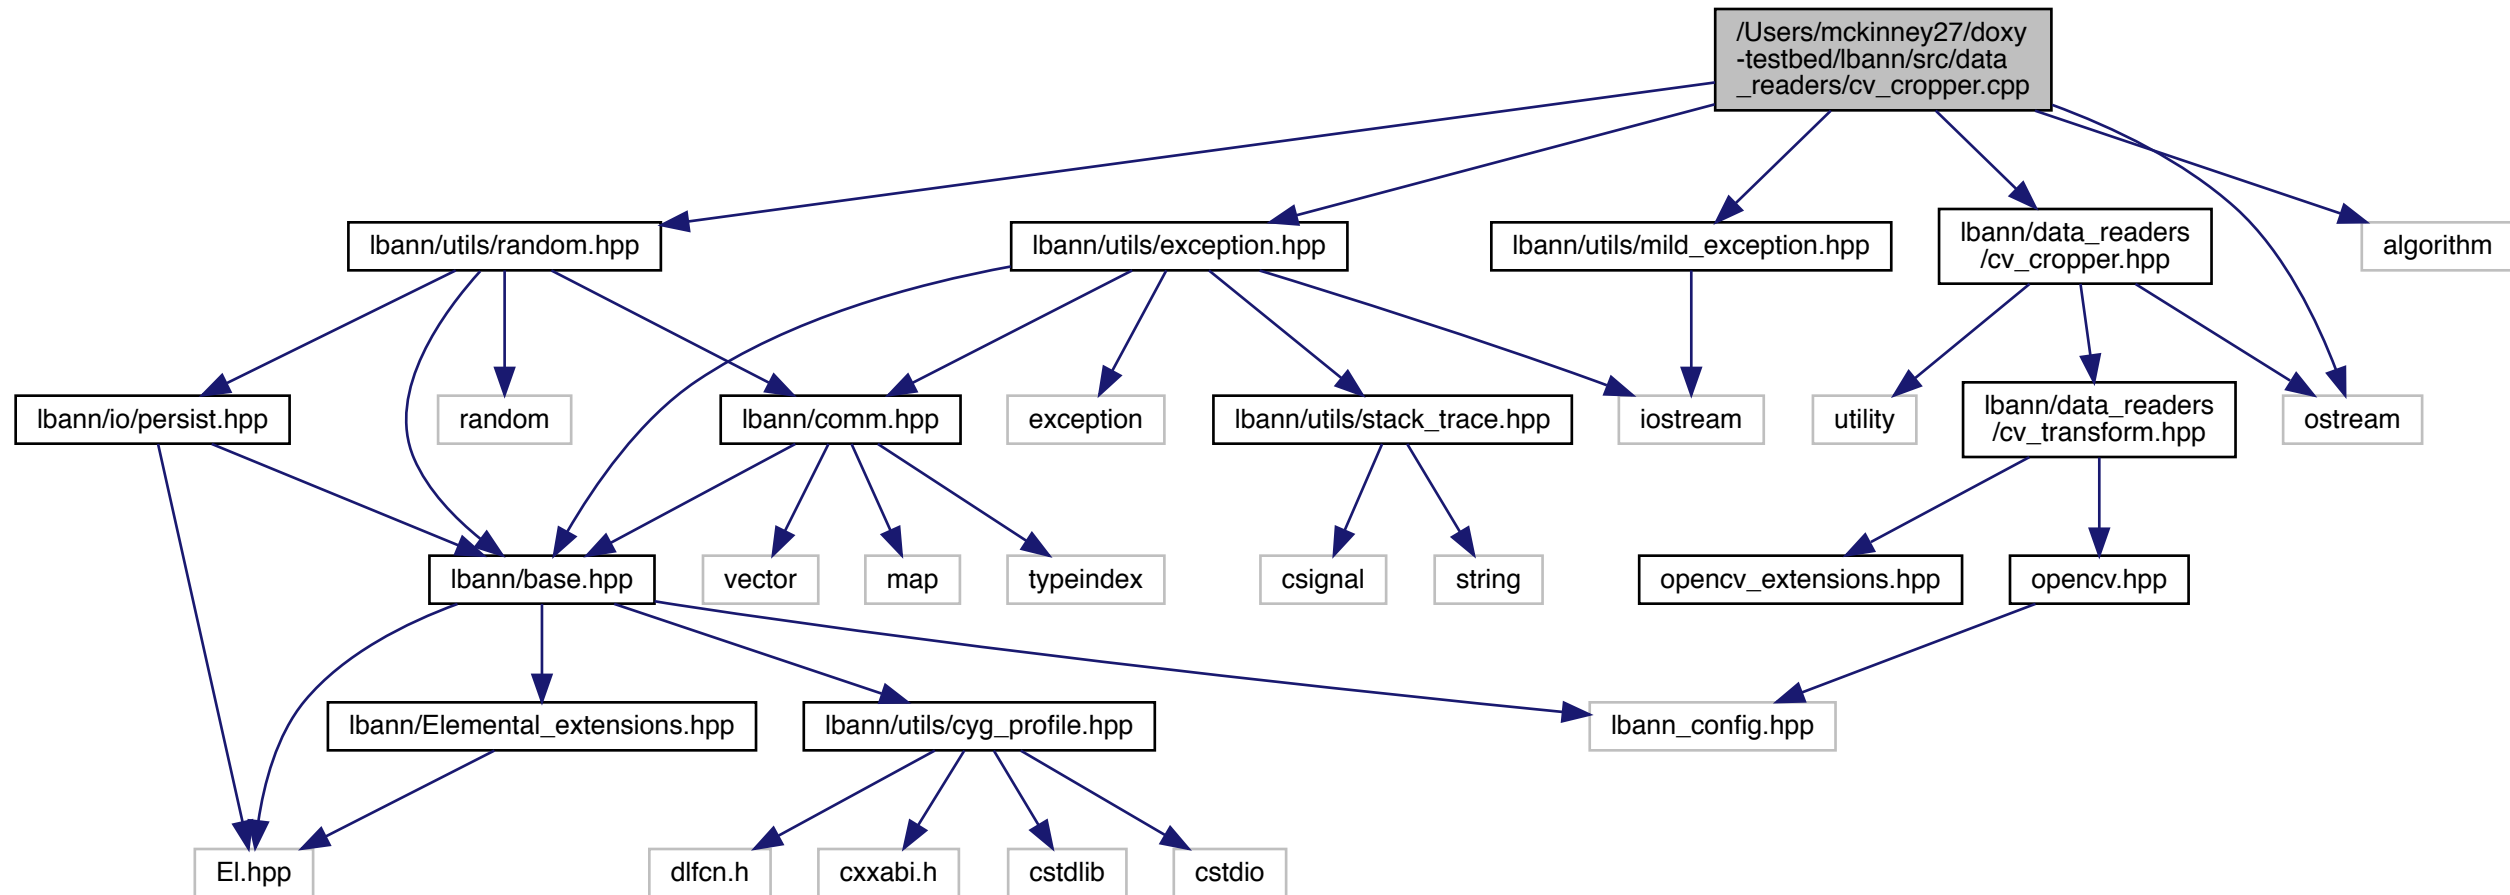 /Users/mckinney27/doxy
-testbed/lbann/src/data
_readers/cv_cropper.cpp
lbann/utils/random.hpp
lbann/utils/exception.hpp
lbann/utils/mild_exception.hpp
lbann/data_readers
/cv_cropper.hpp
algorithm
lbann/io/persist.hpp
random
lbann/comm.hpp
exception
lbann/utils/stack_trace.hpp
iostream
utility
lbann/data_readers
/cv_transform.hpp
ostream
lbann/base.hpp
vector
map
typeindex
csignal
string
opencv_extensions.hpp
opencv.hpp
lbann/Elemental_extensions.hpp
lbann/utils/cyg_profile.hpp
lbann_config.hpp
El.hpp
dlfcn.h
cxxabi.h
cstdlib
cstdio